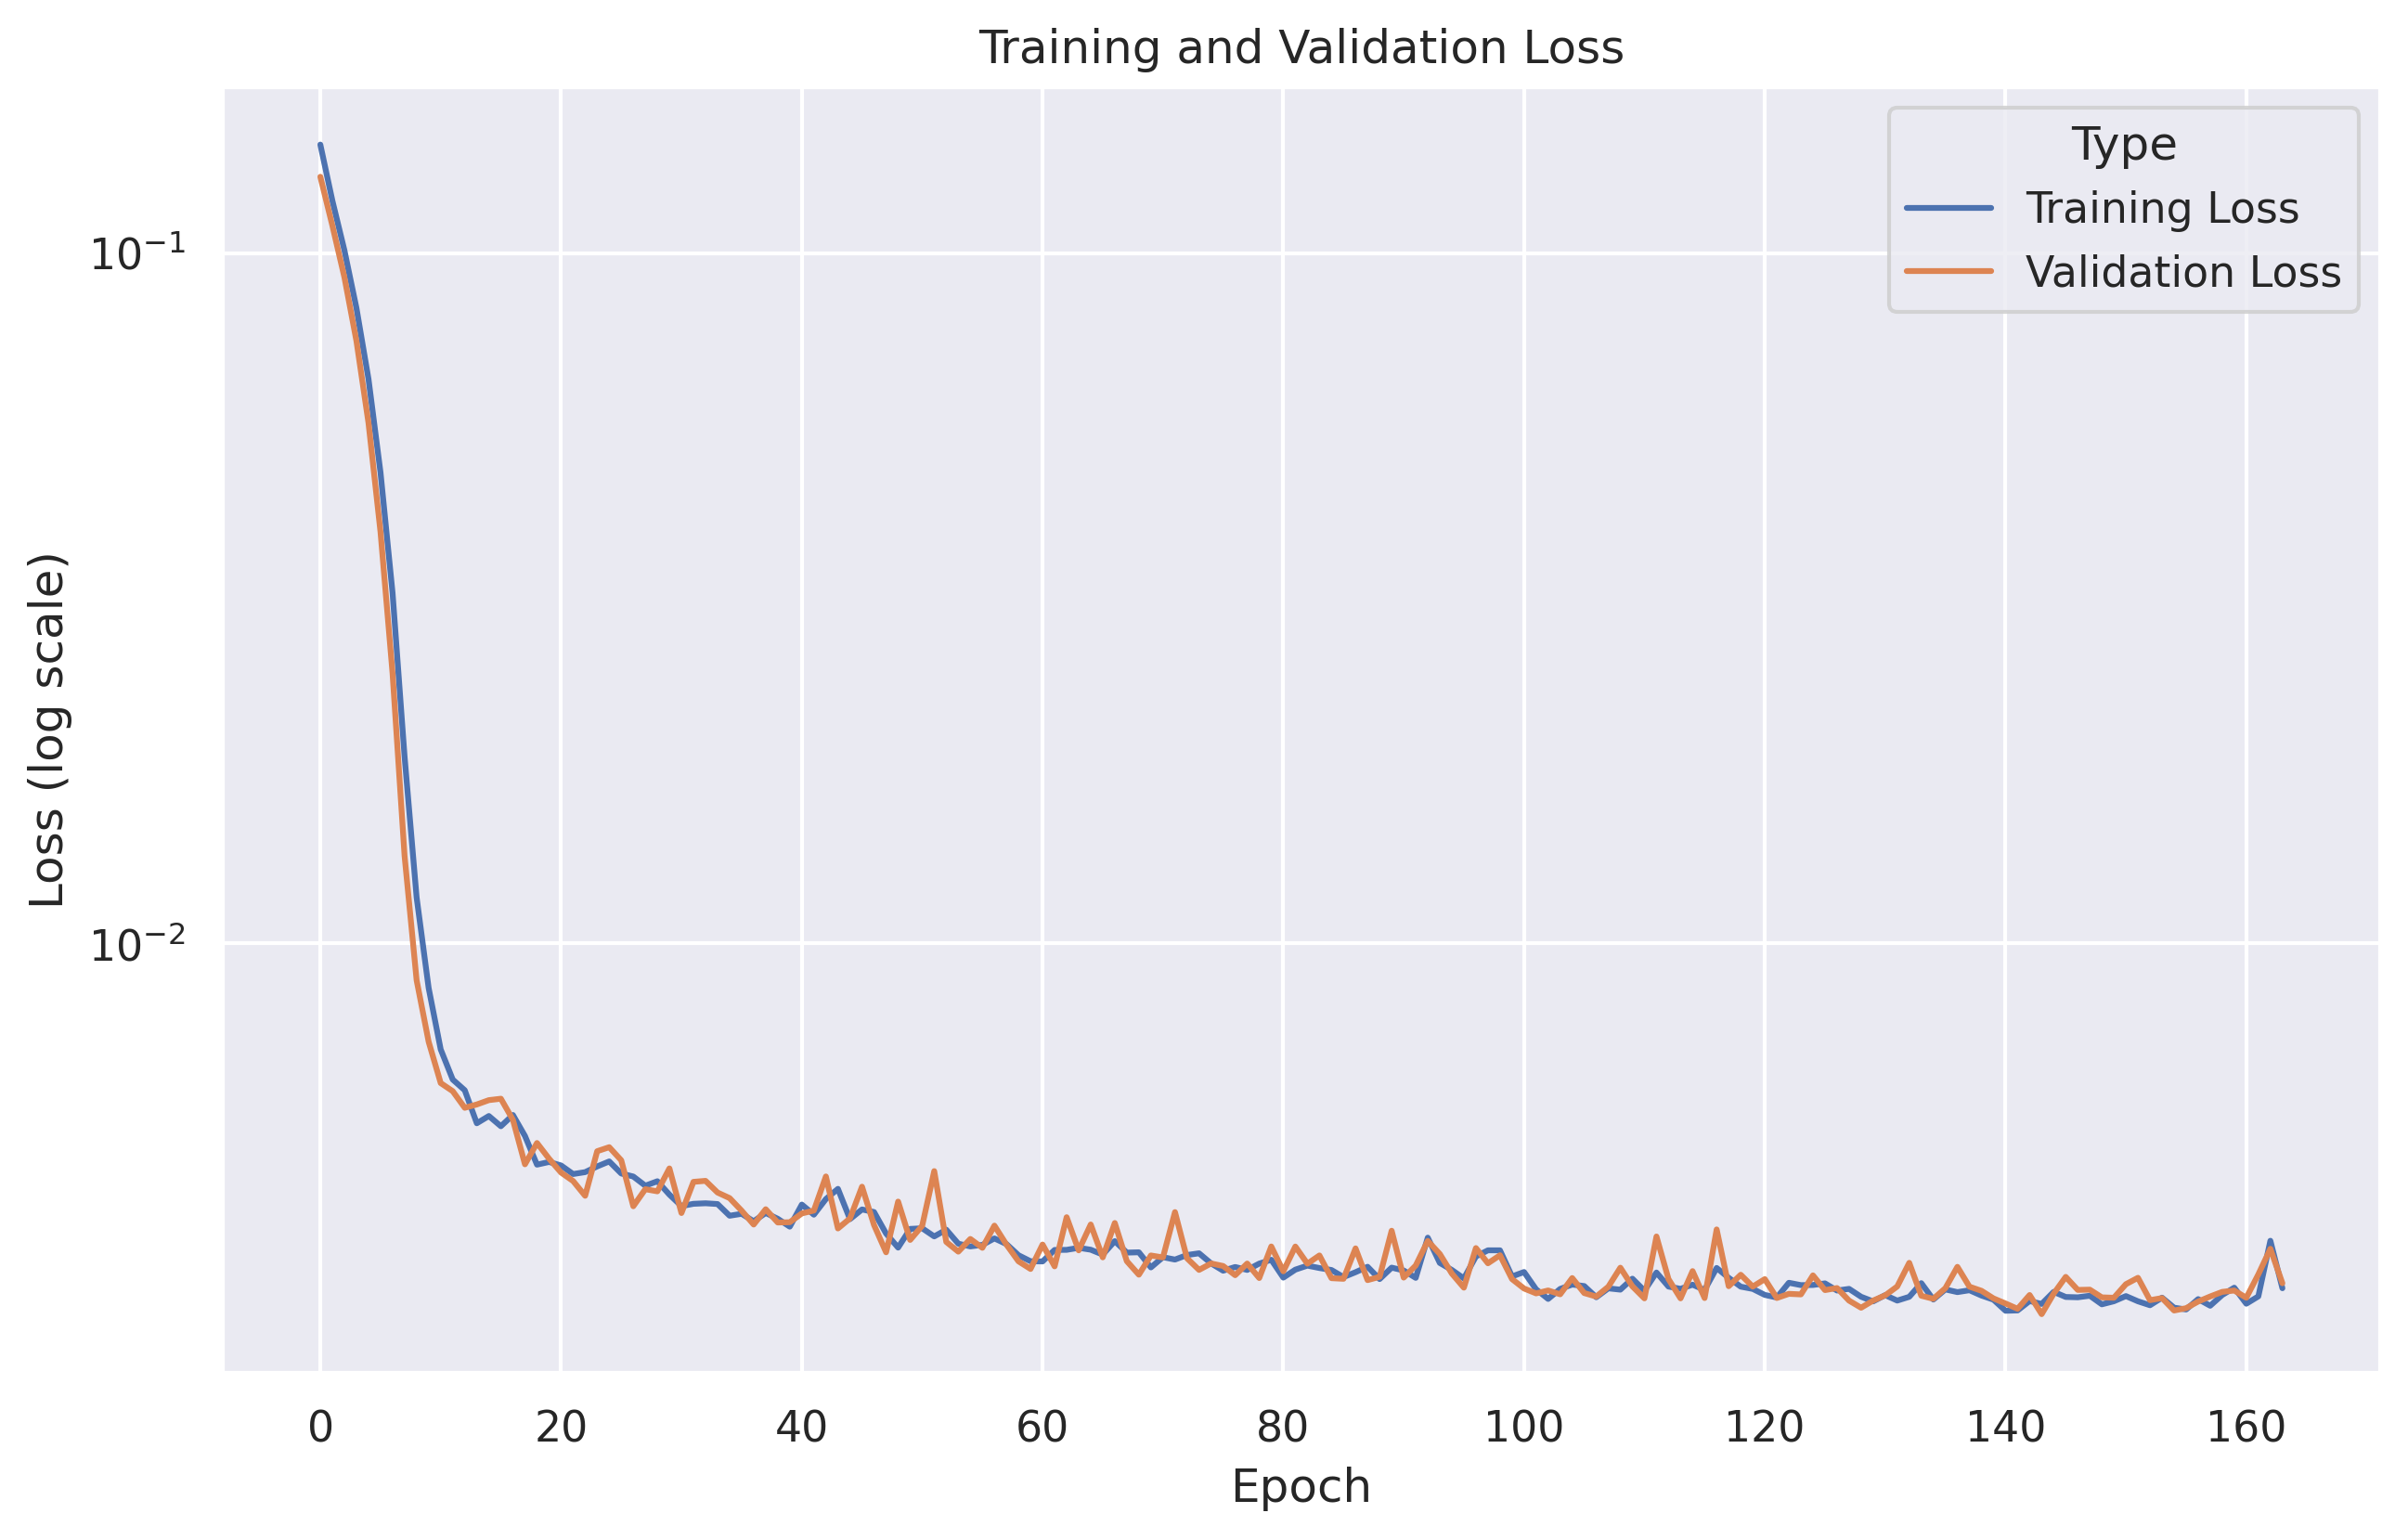 Training and Validation Loss
Type
Training Loss
Validation Loss
Loss (log scale)
10⁻¹
10⁻²
0 20 40 60 80 100 120 140 160
Epoch